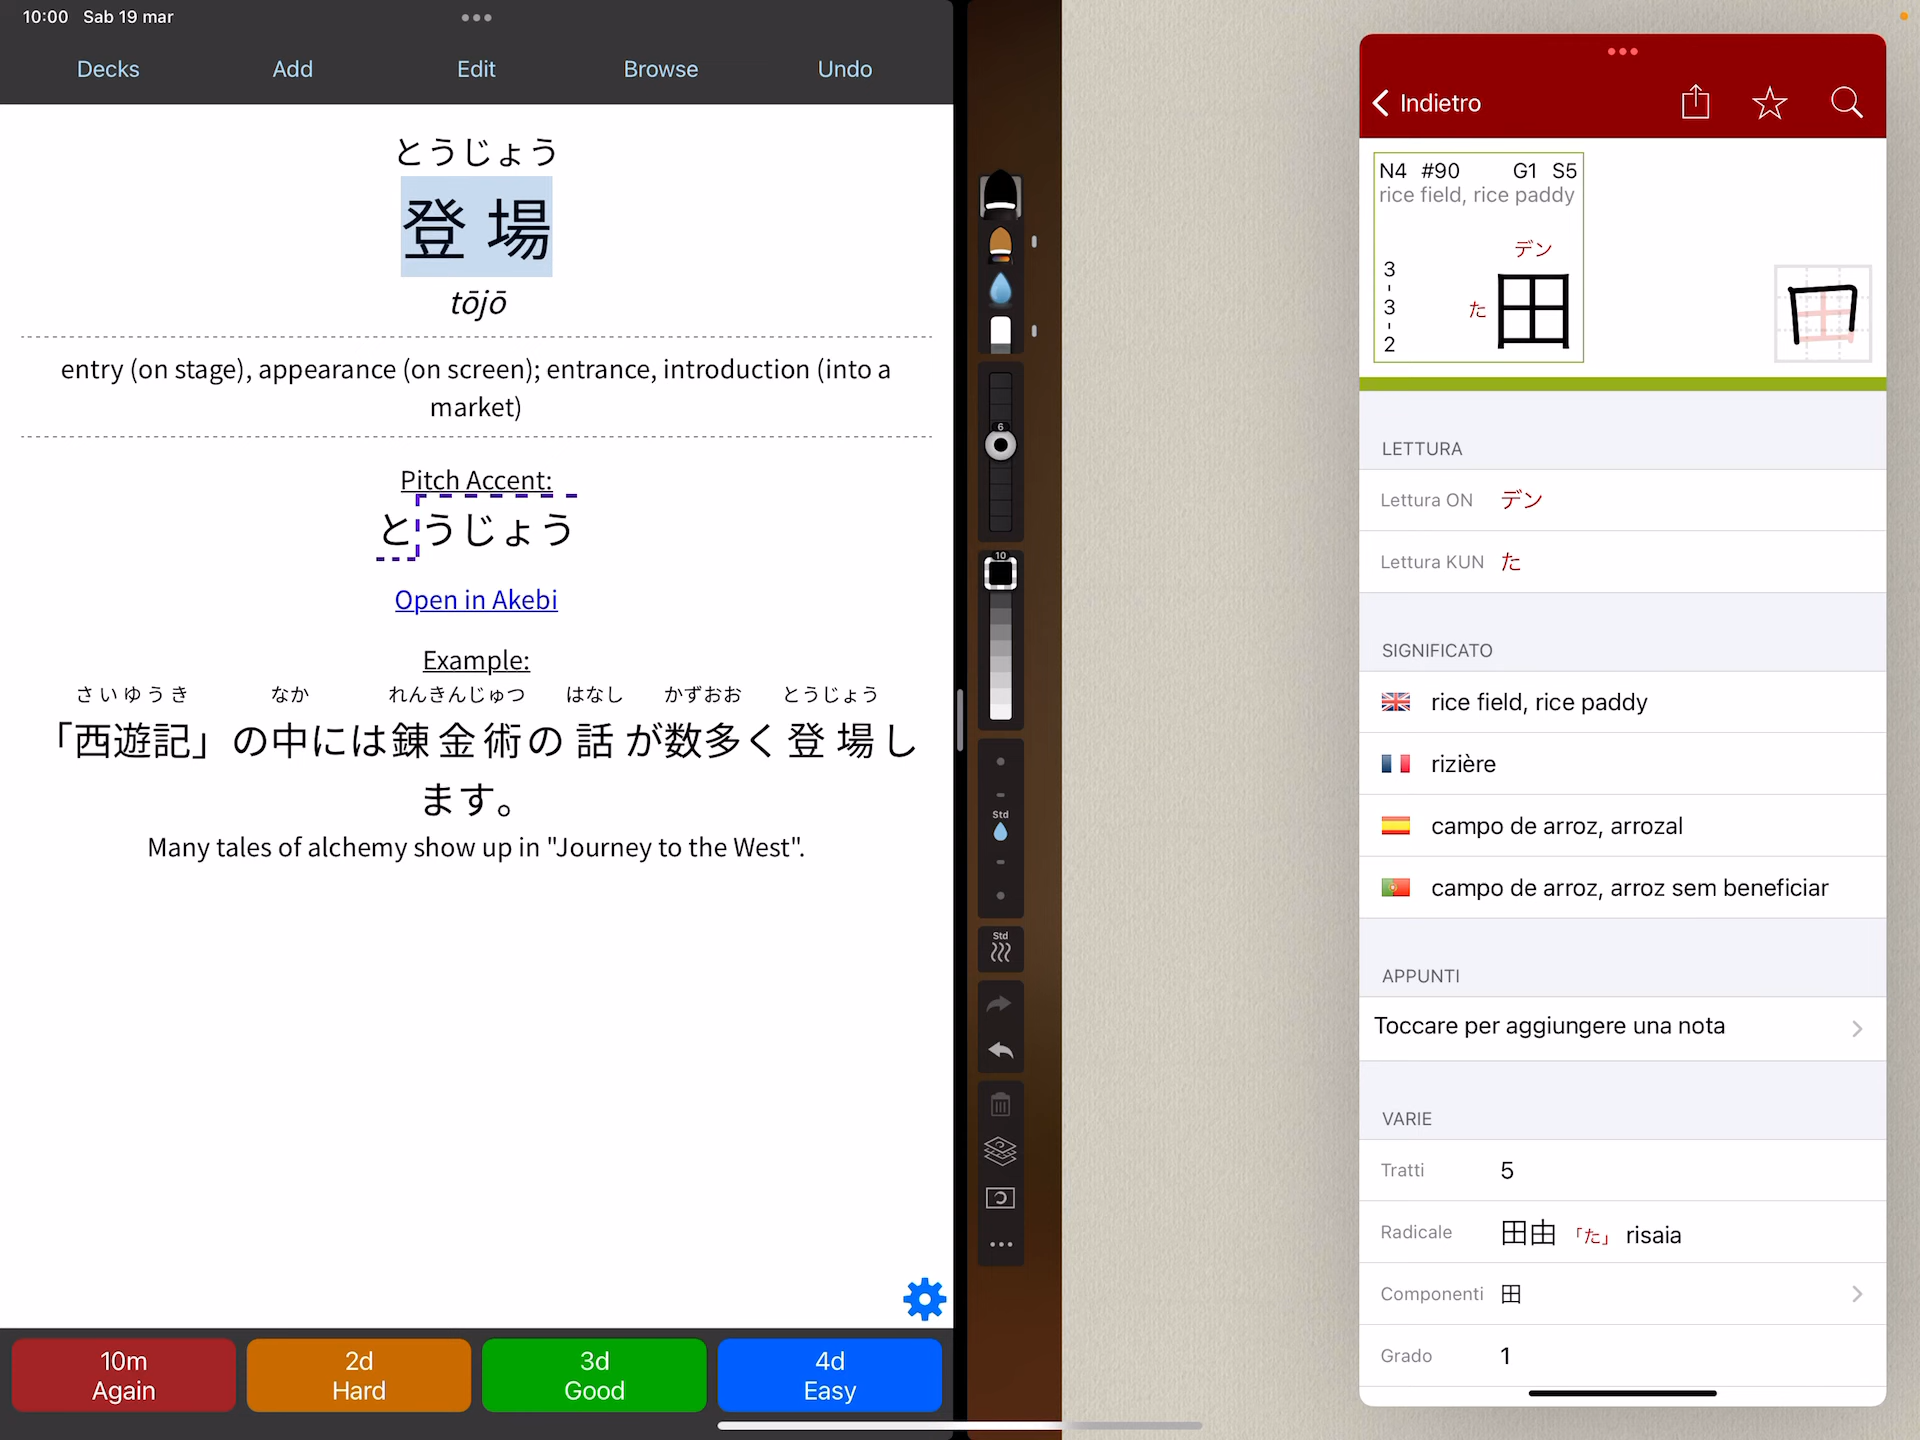 10:00 Sab 19 mar
Decks Add Edit Browse Undo
とうじょう
登場
tōjō
entry (on stage), appearance (on screen); entrance, introduction (into a
market)
Pitch Accent:
とうじょう
Open in Akebi
Example:
さいゆうき なか れんきんじゅつ はなし かずおお とうじょう
「西遊記」の中には錬金術の話が数多く登場し
ます。
Many tales of alchemy show up in "Journey to the West".
10m
Again
2d
Hard
3d
Good
4d
Easy
6
10
Std
Std
Indietro
N4 #90 G1 S5
rice field, rice paddy
デン
3
-
3
-
2
た
田
LETTURA
Lettura ON デン
Lettura KUN た
SIGNIFICATO
rice field, rice paddy
rizière
campo de arroz, arrozal
campo de arroz, arroz sem beneficiar
APPUNTI
Toccare per aggiungere una nota
VARIE
Tratti 5
Radicale 田由 「た」 risaia
Componenti 田
Grado 1